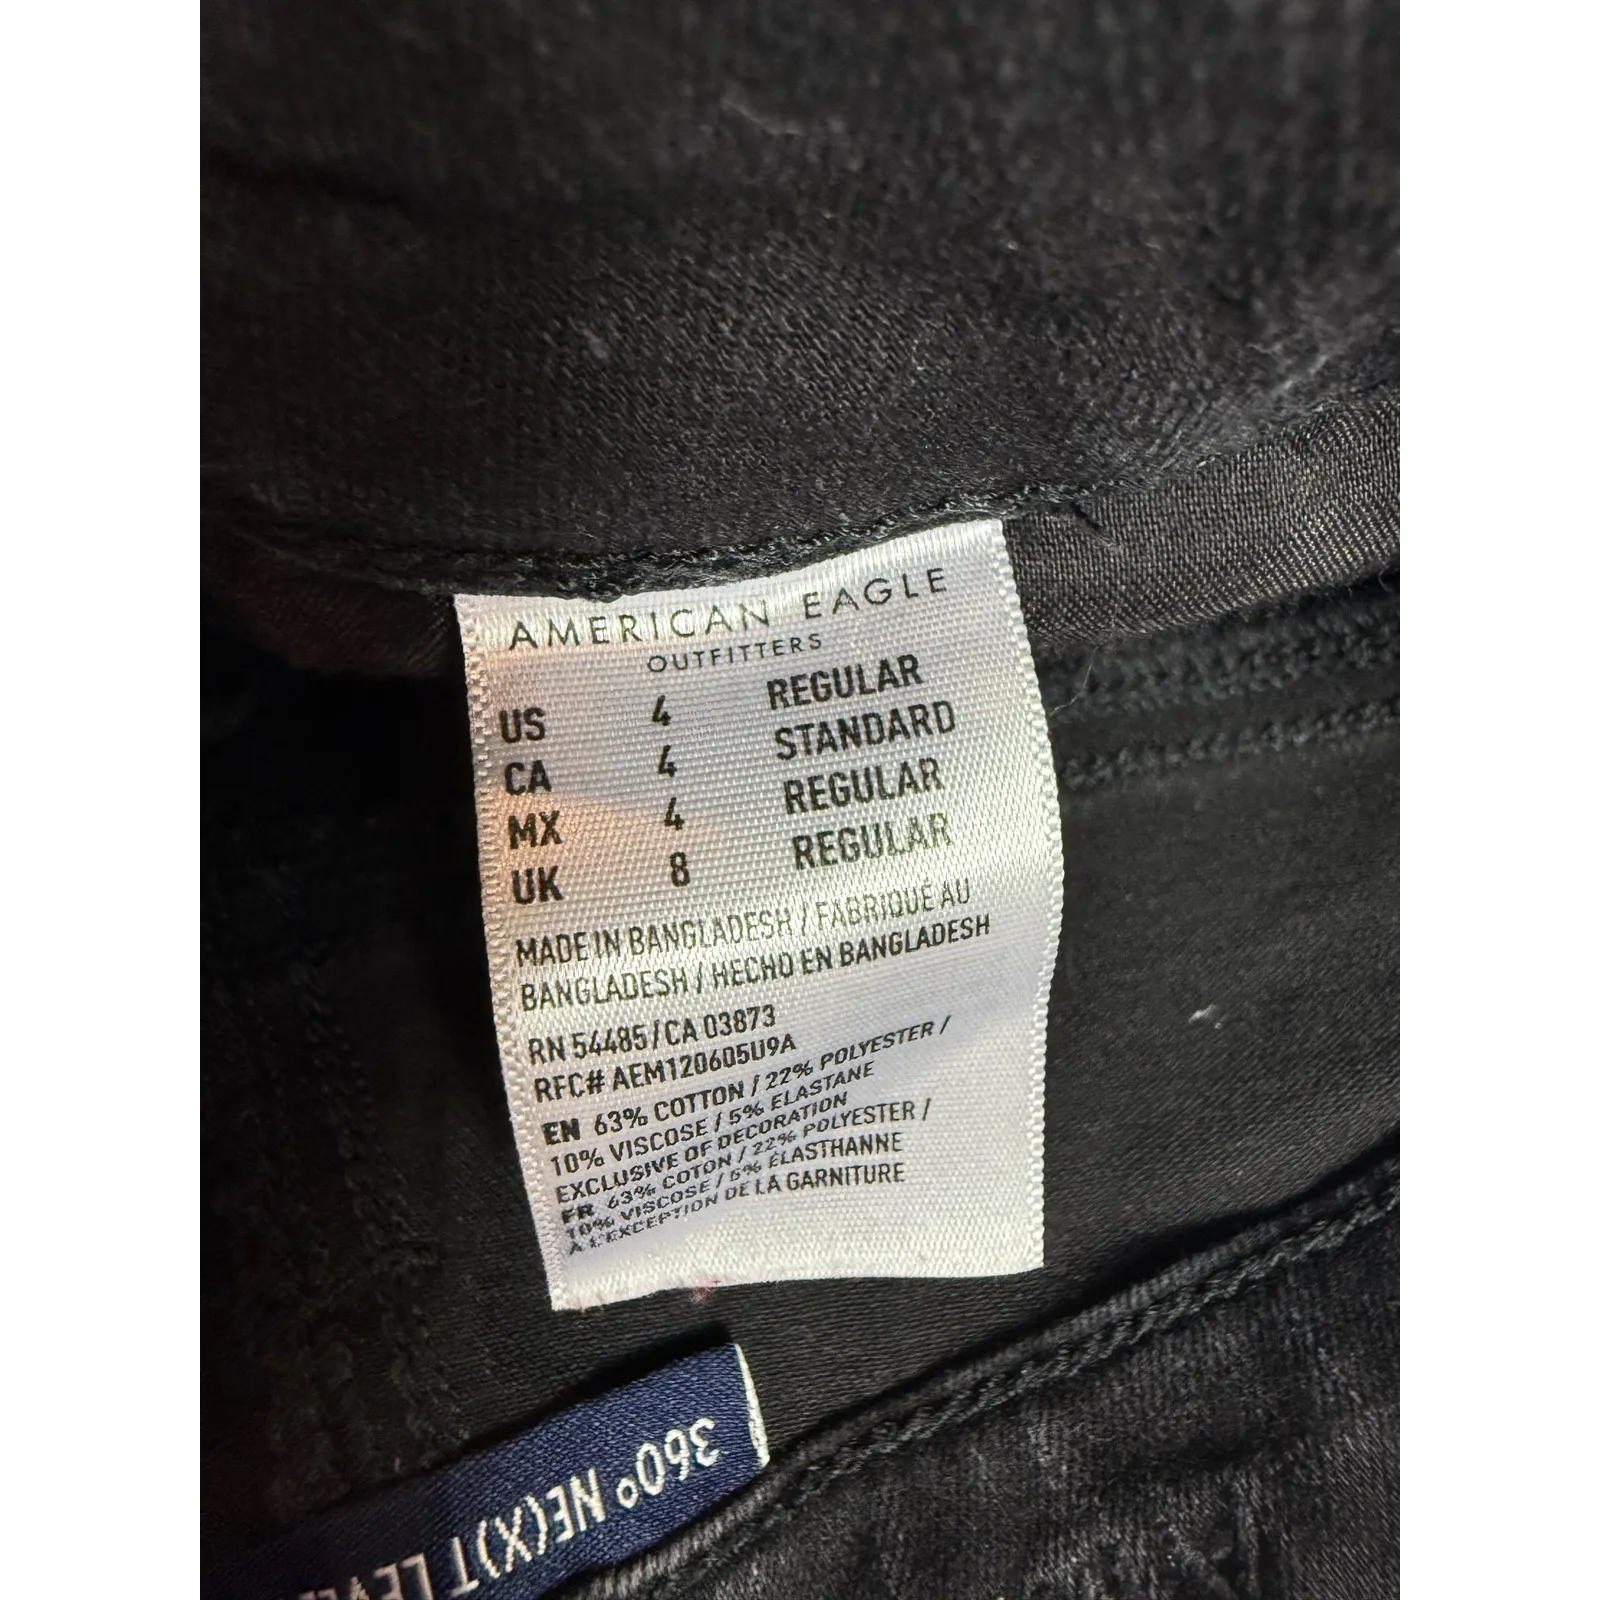 AMERICAN EAGLE
OUTFITTERS
US 4 REGULAR
CA 4 STANDARD
MX 4 REGULAR
UK 8 REGULAR
MADE IN BANGLADESH / FABRIQUÉ AU
BANGLADESH / HECHO EN BANGLADESH
RN 54485 / CA 03873
RFC# AEM120605U9A
EN 63% COTTON / 22% POLYESTER /
10% VISCOSE / 5% ELASTANE
EXCLUSIVE OF DECORATION
FR 63% COTON / 22% POLYESTER /
10% VISCOSE / 5% ÉLASTHANNE
À L'EXCEPTION DE LA GARNITURE
360° NE(X)T LEVE